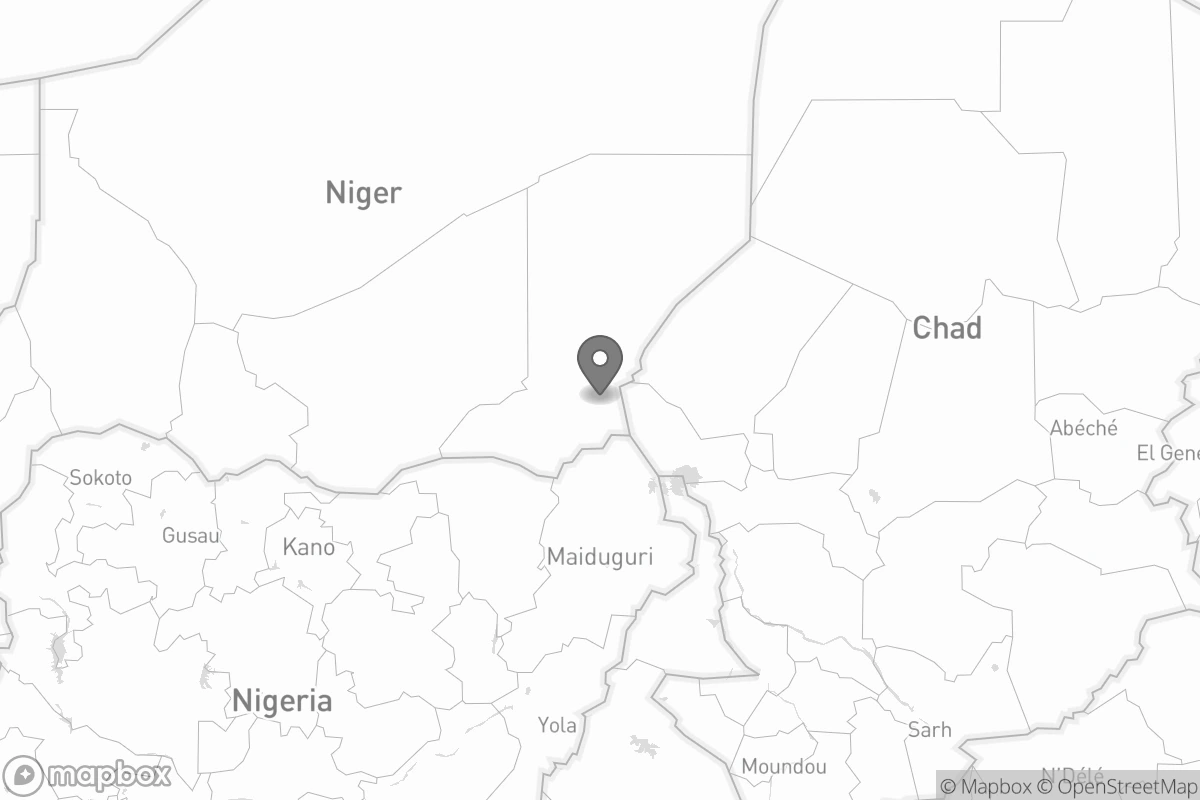 Niger
Chad
Abéché
El Gene
Sokoto
Gusau
Kano
Maiduguri
Nigeria
Yola
Sarh
Moundou
N'Délé
mapbox
© Mapbox © OpenStreetMap